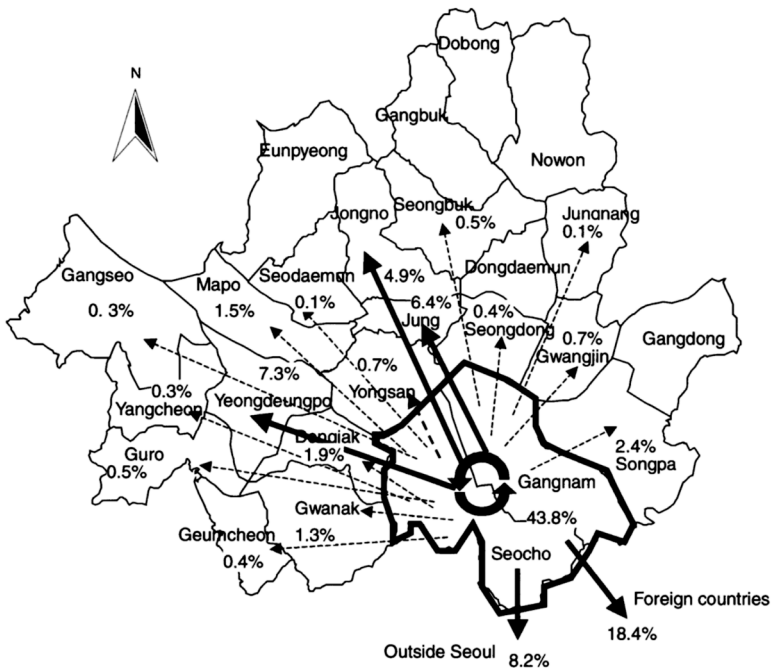 Dobong
N
Gangbuk
Eunpyeong
Nowon
Jongno
Seongbuk
0.5%
Jungnang
0.1%
Gangseo
0. 3%
Mapo
1.5%
Seodaemun
0.1%
4.9%
Dongdaemun
6.4%
Jung
0.4%
Seongdong
0.7%
Gwangjin
Gangdong
7.3%
0.7%
Yongsan
0.3%
Yangcheon
Yeongdeungpo
Dongjak
1.9%
Guro
0.5%
2.4%
Songpa
Gangnam
43.8%
Gwanak
1.3%
Geumcheon
0.4%
Seocho
Foreign countries
18.4%
Outside Seoul
8.2%